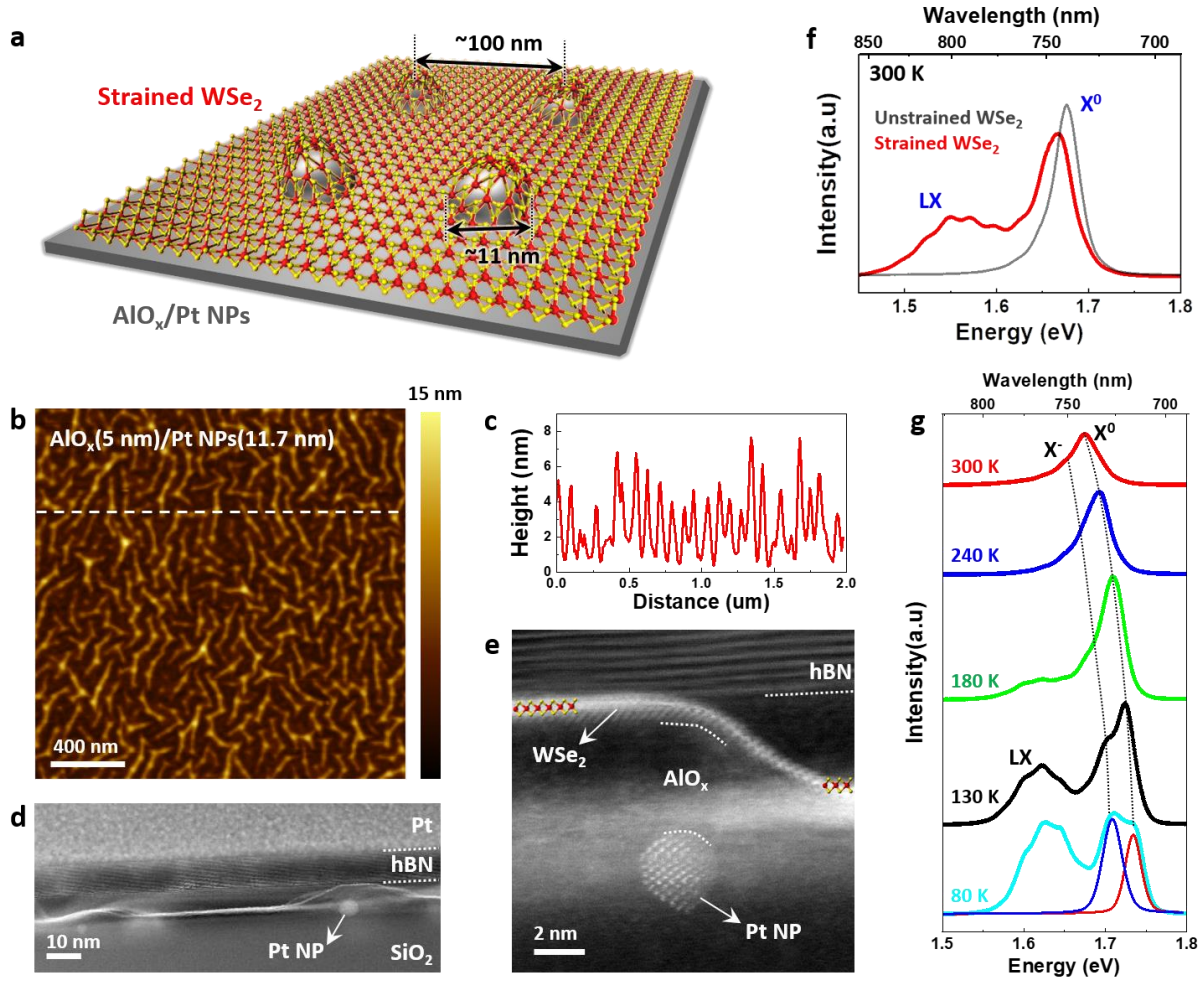 a
~100 nm
Strained WSe₂
~11 nm
AlOₓ/Pt NPs
b
AlOₓ(5 nm)/Pt NPs(11.7 nm)
400 nm
15 nm
c
Height (nm)
8
6
4
2
0
0.0 0.5 1.0 1.5 2.0
Distance (um)
d
Pt
hBN
Pt NP
SiO₂
10 nm
e
hBN
WSe₂
AlOₓ
Pt NP
2 nm
f
Wavelength (nm)
850 800 750 700
300 K
X⁰
Unstrained WSe₂
Strained WSe₂
LX
Intensity(a.u)
1.5 1.6 1.7 1.8
Energy (eV)
g
Wavelength (nm)
800 750 700
X⁻ X⁰
300 K
240 K
180 K
LX
130 K
80 K
Intensity(a.u)
1.5 1.6 1.7 1.8
Energy (eV)